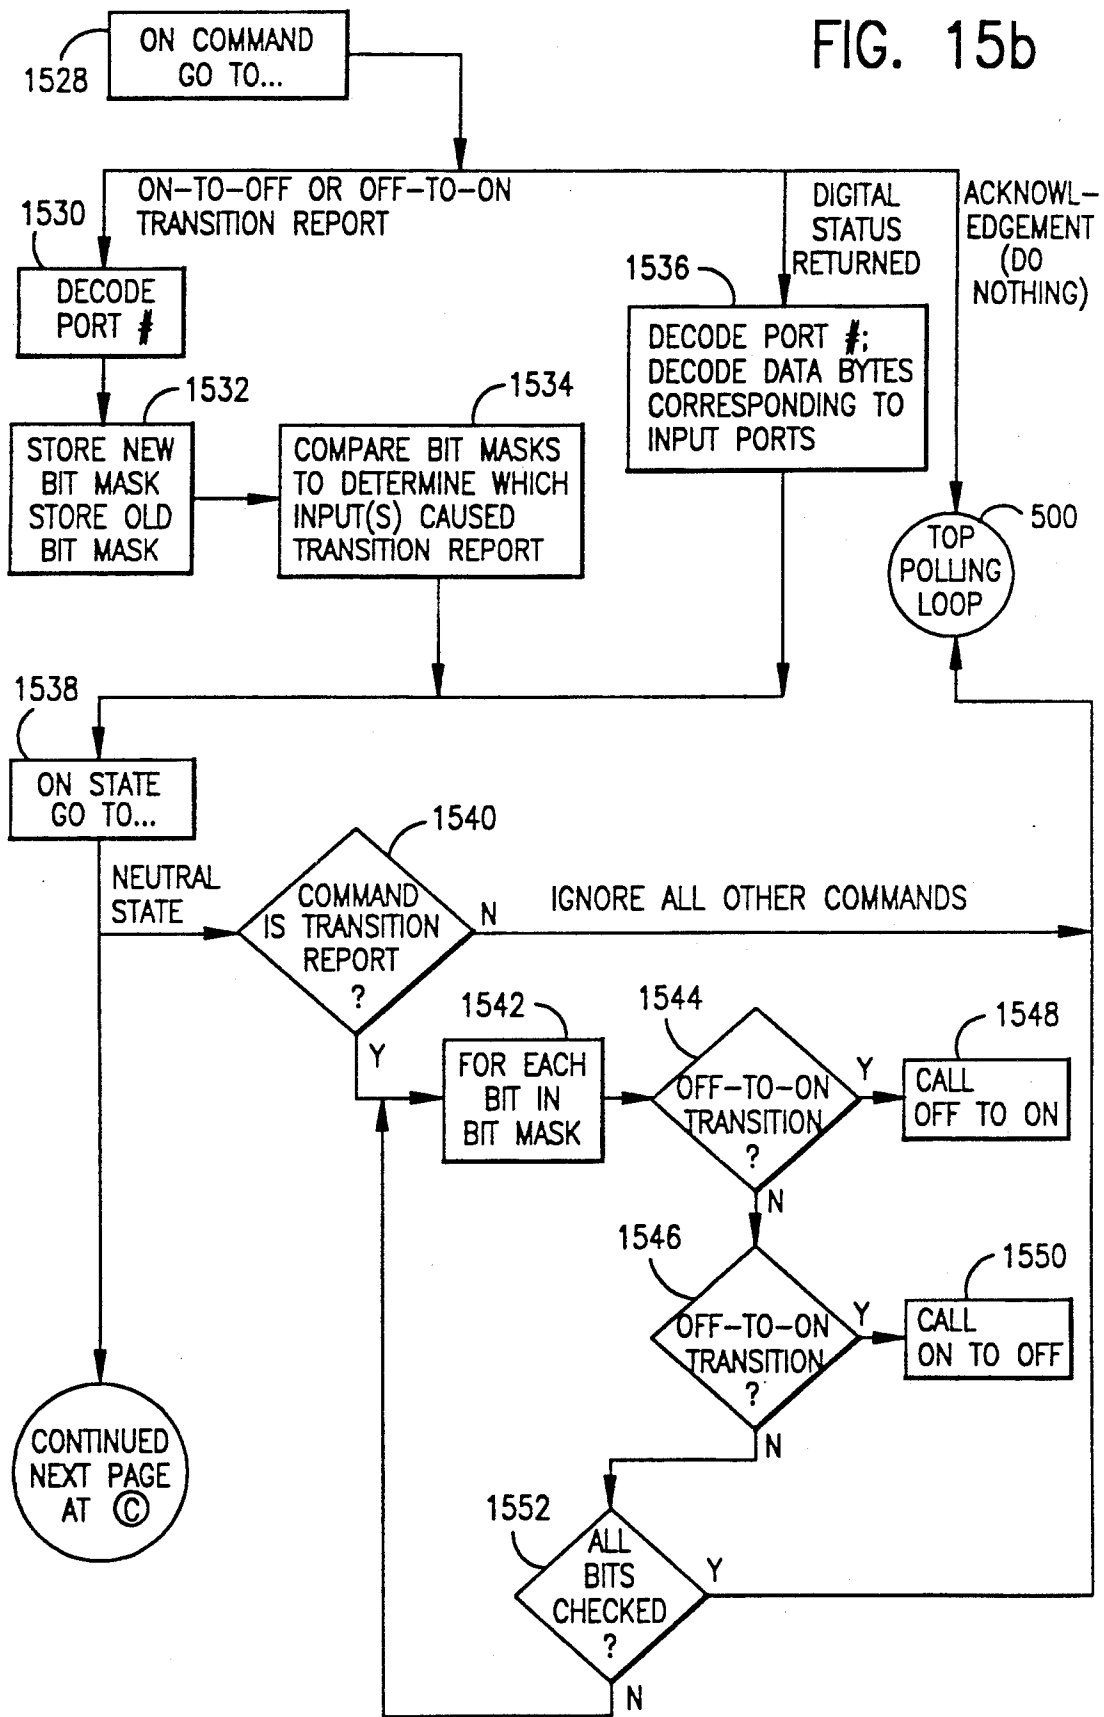 FIG. 15b
ON COMMAND
GO TO...
1528
ON-TO-OFF OR OFF-TO-ON
TRANSITION REPORT
DIGITAL
STATUS
RETURNED
ACKNOWL-
EDGEMENT
(DO
NOTHING)
1530
DECODE
PORT #
1532
STORE NEW
BIT MASK
STORE OLD
BIT MASK
1534
COMPARE BIT MASKS
TO DETERMINE WHICH
INPUT(S) CAUSED
TRANSITION REPORT
1536
DECODE PORT #;
DECODE DATA BYTES
CORRESPONDING TO
INPUT PORTS
500
TOP
POLLING
LOOP
1538
ON STATE
GO TO...
NEUTRAL
STATE
1540
COMMAND
IS TRANSITION
REPORT
?
N
IGNORE ALL OTHER COMMANDS
Y
1542
FOR EACH
BIT IN
BIT MASK
1544
OFF-TO-ON
TRANSITION
?
Y
1548
CALL
OFF TO ON
N
1546
OFF-TO-ON
TRANSITION
?
Y
1550
CALL
ON TO OFF
N
CONTINUED
NEXT PAGE
AT Ⓒ
1552
ALL
BITS
CHECKED
?
Y
N